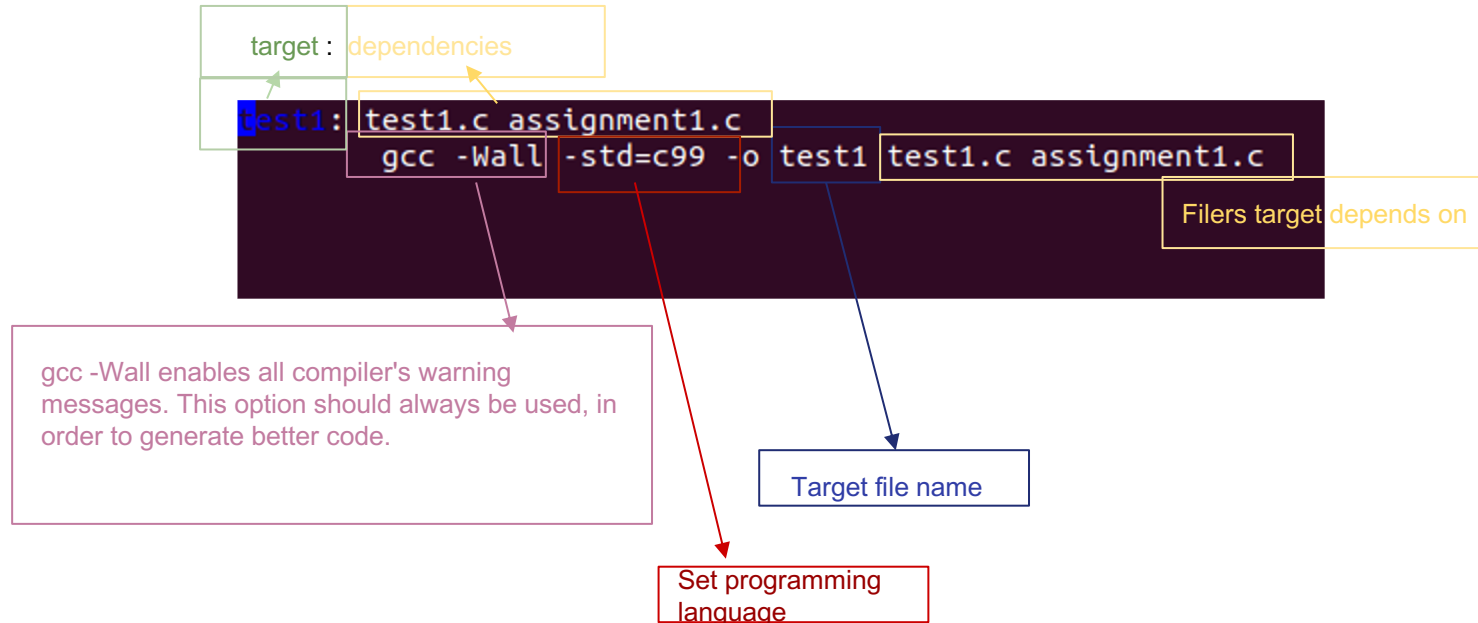 target : dependencies
test1: test1.c assignment1.c
gcc -Wall -std=c99 -o test1 test1.c assignment1.c
Filers target depends on
gcc -Wall enables all compiler's warning
messages. This option should always be used, in
order to generate better code.
Target file name
Set programming
language